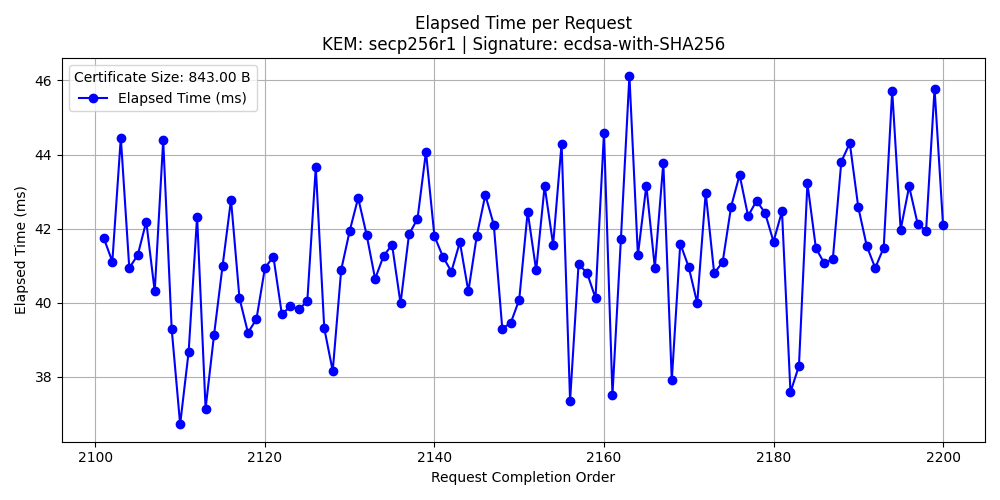 Elapsed Time per Request
KEM: secp256r1 | Signature: ecdsa-with-SHA256
Certificate Size: 843.00 B
Elapsed Time (ms)
46
44
42
40
38
Elapsed Time (ms)
2100 2120 2140 2160 2180 2200
Request Completion Order